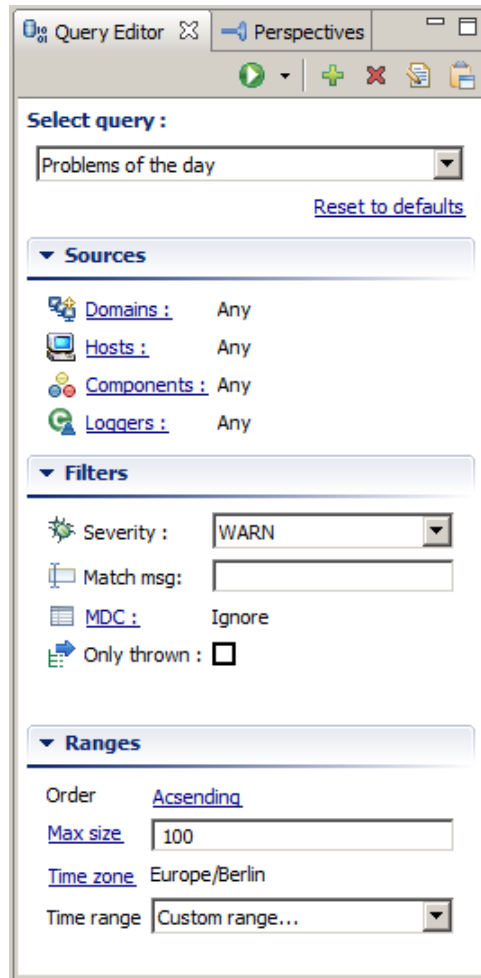 Query Editor Perspectives
Select query :
Problems of the day
Reset to defaults
Sources
Domains : Any
Hosts : Any
Components : Any
Loggers : Any
Filters
Severity : WARN
Match msg:
MDC : Ignore
Only thrown :
Ranges
Order Acsending
Max size 100
Time zone Europe/Berlin
Time range Custom range...